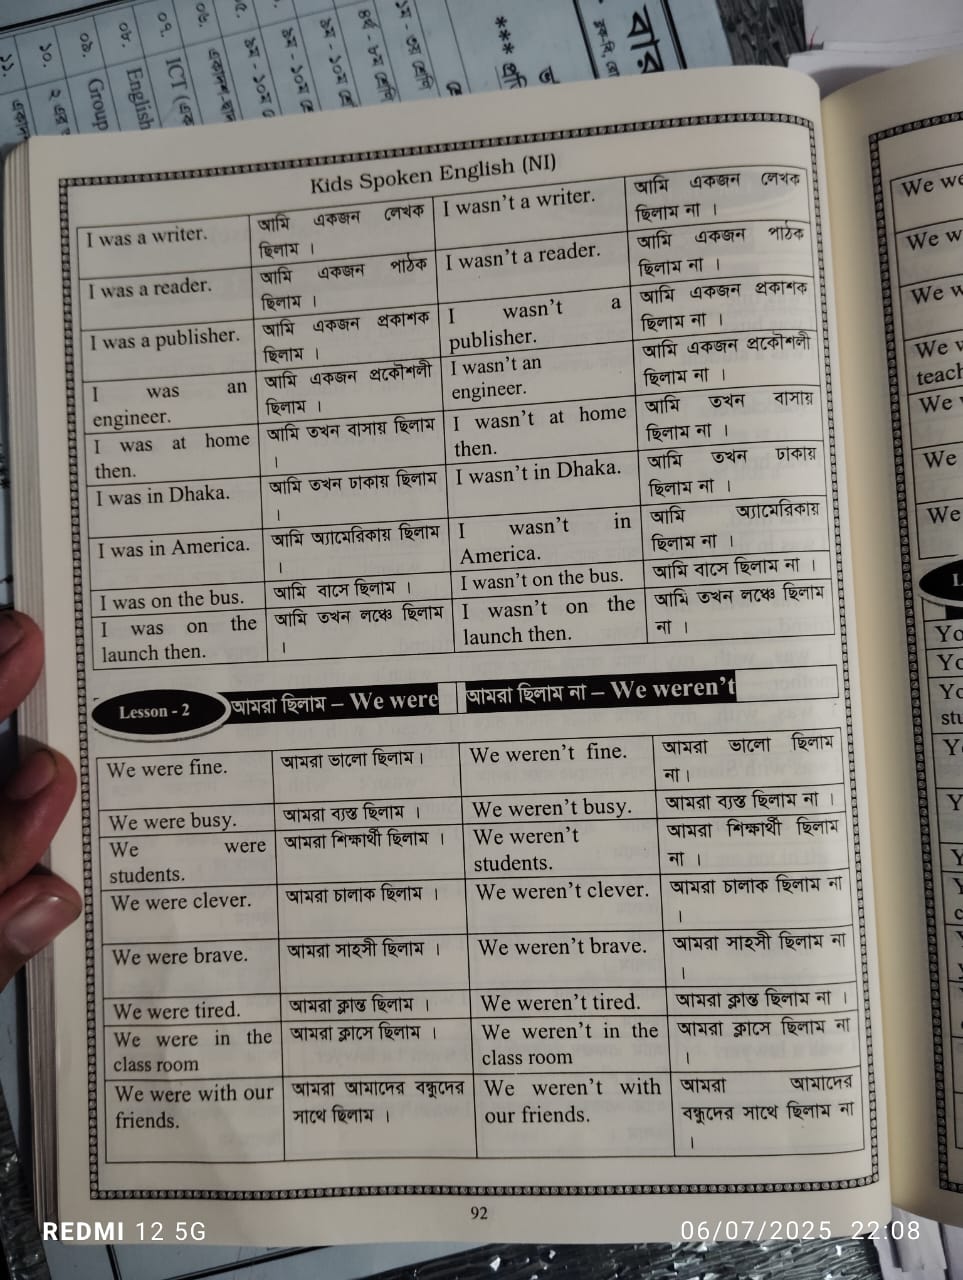 Kids Spoken English (NI)
I was a writer. আমি একজন লেখক ছিলাম । I wasn't a writer. আমি একজন লেখক ছিলাম না ।
I was a reader. আমি একজন পাঠক ছিলাম । I wasn't a reader. আমি একজন পাঠক ছিলাম না ।
I was a publisher. আমি একজন প্রকাশক ছিলাম । I wasn't a publisher. আমি একজন প্রকাশক ছিলাম না ।
I was an engineer. আমি একজন প্রকৌশলী ছিলাম । I wasn't an engineer. আমি একজন প্রকৌশলী ছিলাম না ।
I was at home then. আমি তখন বাসায় ছিলাম । I wasn't at home then. আমি তখন বাসায় ছিলাম না ।
I was in Dhaka. আমি তখন ঢাকায় ছিলাম । I wasn't in Dhaka. আমি তখন ঢাকায় ছিলাম না ।
I was in America. আমি অ্যামেরিকায় ছিলাম । I wasn't in America. আমি অ্যামেরিকায় ছিলাম না ।
I was on the bus. আমি বাসে ছিলাম । I wasn't on the bus. আমি বাসে ছিলাম না ।
I was on the launch then. আমি তখন লঞ্চে ছিলাম । I wasn't on the launch then. আমি তখন লঞ্চে ছিলাম না ।
Lesson - 2 আমরা ছিলাম – We were আমরা ছিলাম না – We weren't
We were fine. আমরা ভালো ছিলাম । We weren't fine. আমরা ভালো ছিলাম না ।
We were busy. আমরা ব্যস্ত ছিলাম । We weren't busy. আমরা ব্যস্ত ছিলাম না ।
We were students. আমরা শিক্ষার্থী ছিলাম । We weren't students. আমরা শিক্ষার্থী ছিলাম না ।
We were clever. আমরা চালাক ছিলাম । We weren't clever. আমরা চালাক ছিলাম না ।
We were brave. আমরা সাহসী ছিলাম । We weren't brave. আমরা সাহসী ছিলাম না ।
We were tired. আমরা ক্লান্ত ছিলাম । We weren't tired. আমরা ক্লান্ত ছিলাম না ।
We were in the class room আমরা ক্লাসে ছিলাম । We weren't in the class room আমরা ক্লাসে ছিলাম না ।
We were with our friends. আমরা আমাদের বন্ধুদের সাথে ছিলাম । We weren't with our friends. আমরা আমাদের বন্ধুদের সাথে ছিলাম না ।
92
REDMI 12 5G
06/07/2025 22:08